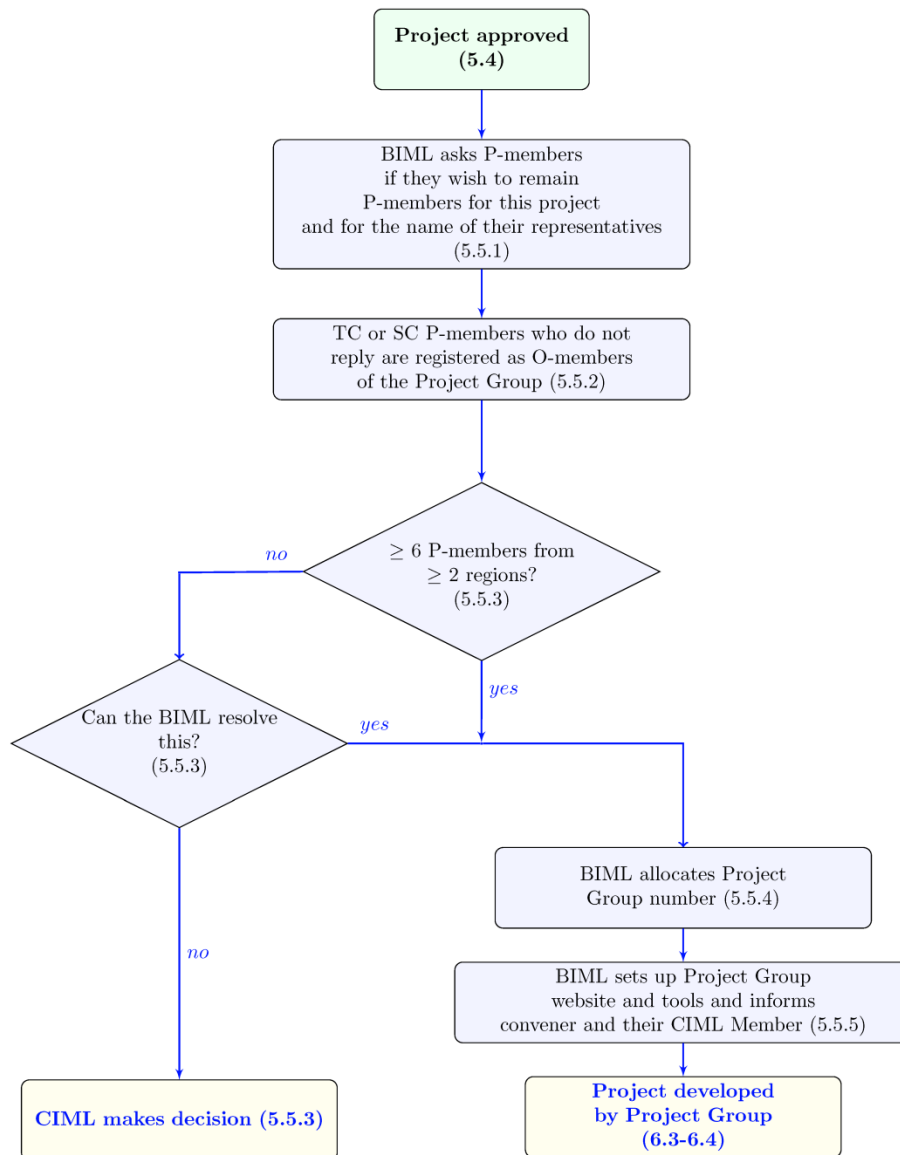 Project approved
(5.4)
BIML asks P-members
if they wish to remain
P-members for this project
and for the name of their representatives
(5.5.1)
TC or SC P-members who do not
reply are registered as O-members
of the Project Group (5.5.2)
≥ 6 P-members from
≥ 2 regions?
(5.5.3)
no
yes
Can the BIML resolve
this?
(5.5.3)
yes
no
BIML allocates Project
Group number (5.5.4)
BIML sets up Project Group
website and tools and informs
convener and their CIML Member (5.5.5)
CIML makes decision (5.5.3)
Project developed
by Project Group
(6.3-6.4)